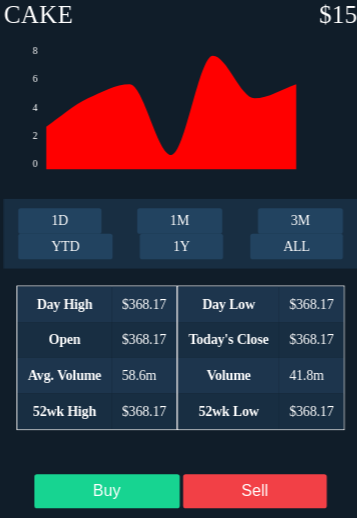 CAKE $15
8
6
4
2
0
1D 1M 3M
YTD 1Y ALL
Day High $368.17 Day Low $368.17
Open $368.17 Today's Close $368.17
Avg. Volume 58.6m Volume 41.8m
52wk High $368.17 52wk Low $368.17
Buy Sell